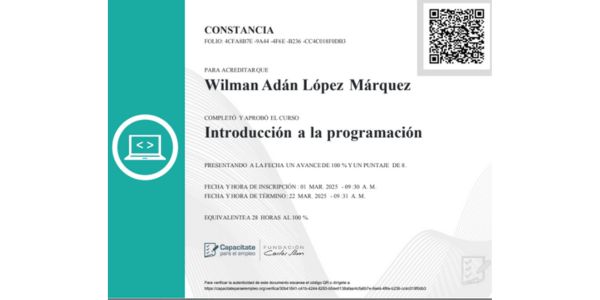 CONSTANCIA
FOLIO: 4CFA8B7E -9A44 -4F6E -B236 -CC4C018F0DB3
PARA ACREDITAR QUE
Wilman Adán López Márquez
COMPLETÓ Y APROBÓ EL CURSO
Introducción a la programación
PRESENTANDO A LA FECHA UN AVANCE DE 100 % Y UN PUNTAJE DE 8 .
FECHA Y HORA DE INSCRIPCIÓN : 01 MAR. 2025 - 09 :30 A. M.
FECHA Y HORA DE TÉRMINO : 22 MAR. 2025 - 09 :31 A. M.
EQUIVALENTE A 28 HORAS AL 100 %.
Capacítate
para el empleo
FUNDACIÓN
Carlos Slim
Para verificar la autenticidad de este documento escanea el código QR o dirígete a